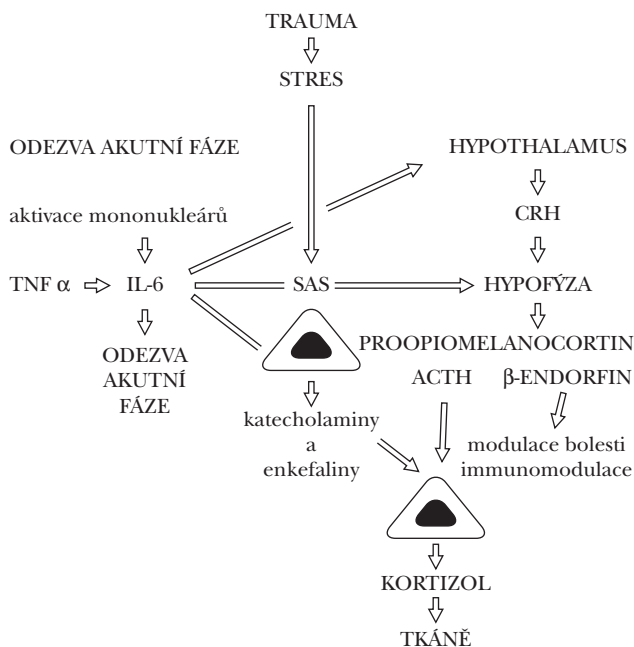 TRAUMA
STRES
ODEZVA AKUTNÍ FÁZE
HYPOTHALAMUS
aktivace mononukleárů
CRH
TNF α
IL-6
SAS
HYPOFÝZA
ODEZVA
AKUTNÍ
FÁZE
PROOPIOMELANOCORTIN
ACTH
β-ENDORFIN
katecholaminy
a
enkefaliny
modulace bolesti
immunomodulace
KORTIZOL
TKÁNĚ